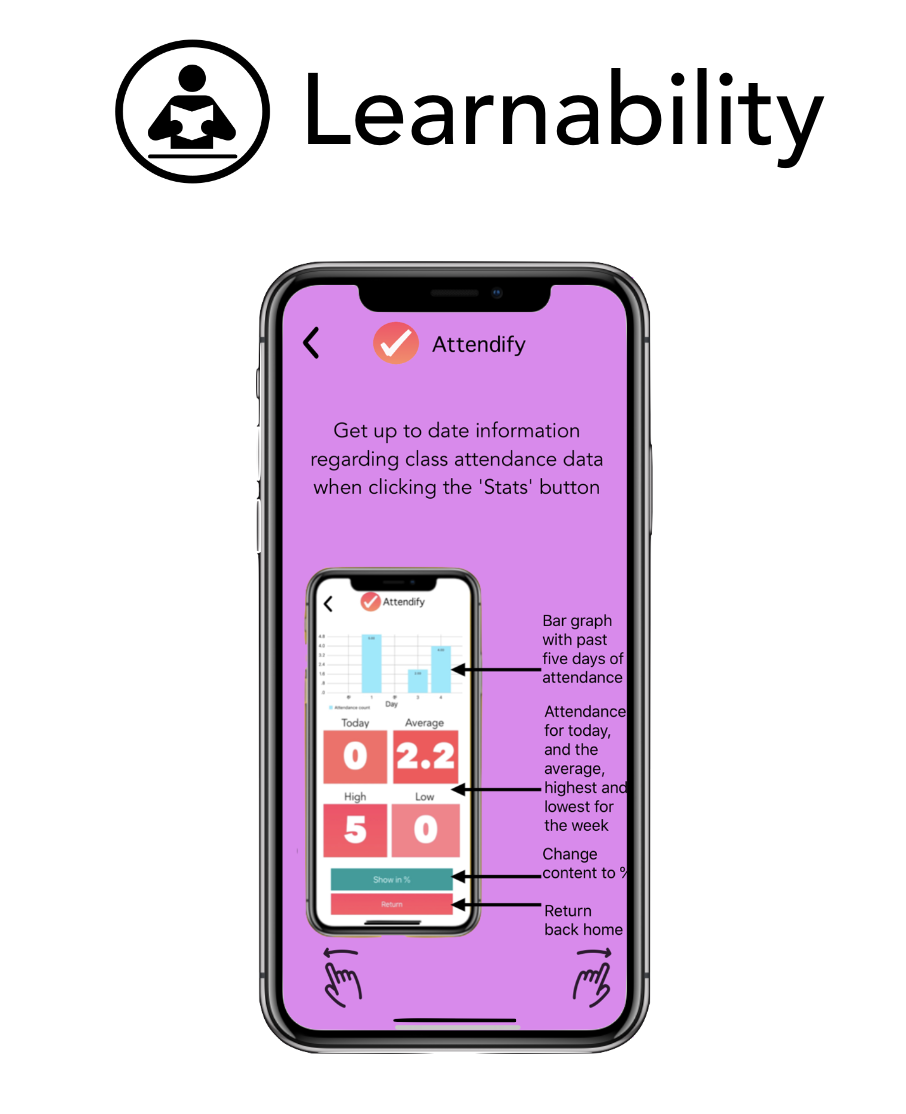 Learnability
Attendify
Get up to date information
regarding class attendance data
when clicking the 'Stats' button
Attendify
Day
Attendance count
Today
Average
0
2.2
High
Low
5
0
Show in %
Return
Bar graph
with past
five days of
attendance
Attendance
for today,
and the
average,
highest and
lowest for
the week
Change
content to %
Return
back home